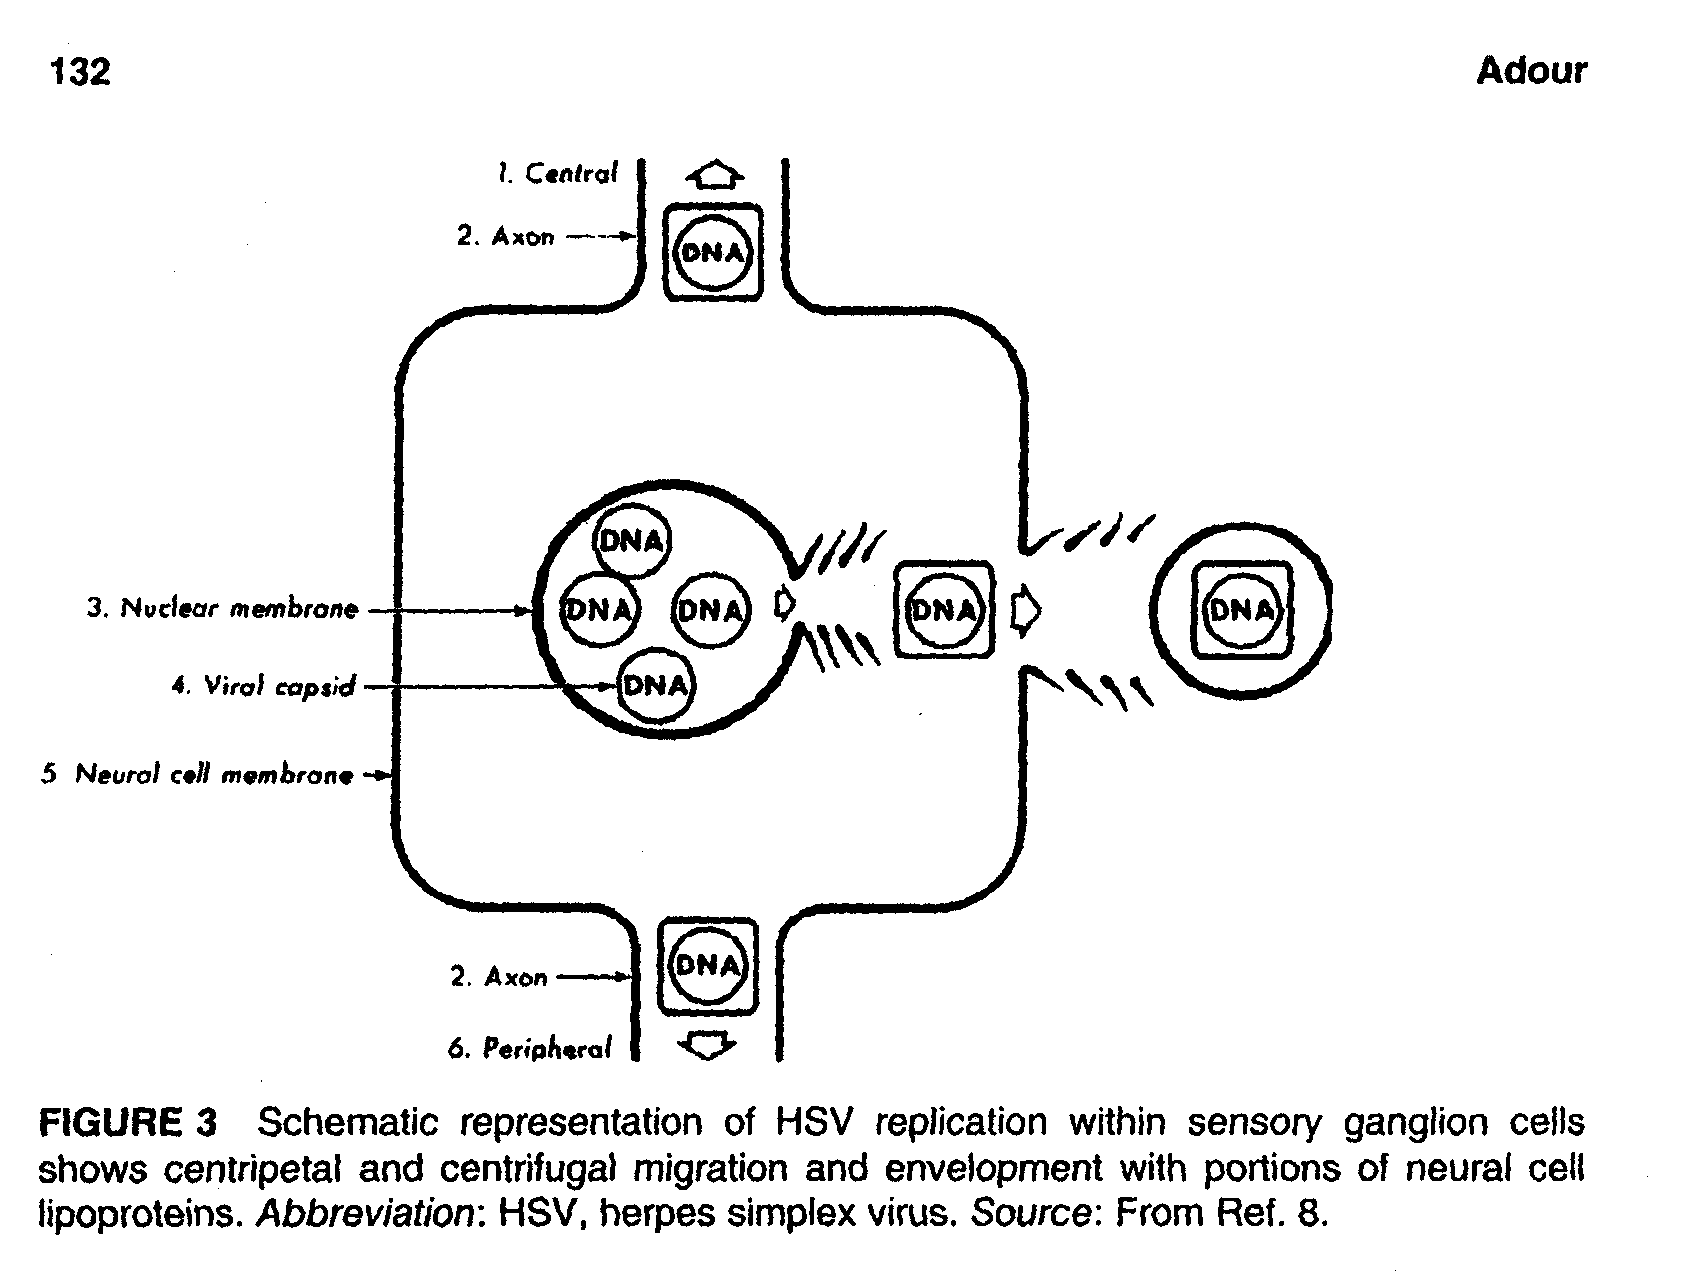 132 Adour
1. Central
2. Axon
DNA
DNA
3. Nuclear membrane
DNA DNA DNA DNA
4. Viral capsid
DNA
5 Neural cell membrane
2. Axon
DNA
6. Peripheral
FIGURE 3 Schematic representation of HSV replication within sensory ganglion cells
shows centripetal and centrifugal migration and envelopment with portions of neural cell
lipoproteins. Abbreviation: HSV, herpes simplex virus. Source: From Ref. 8.